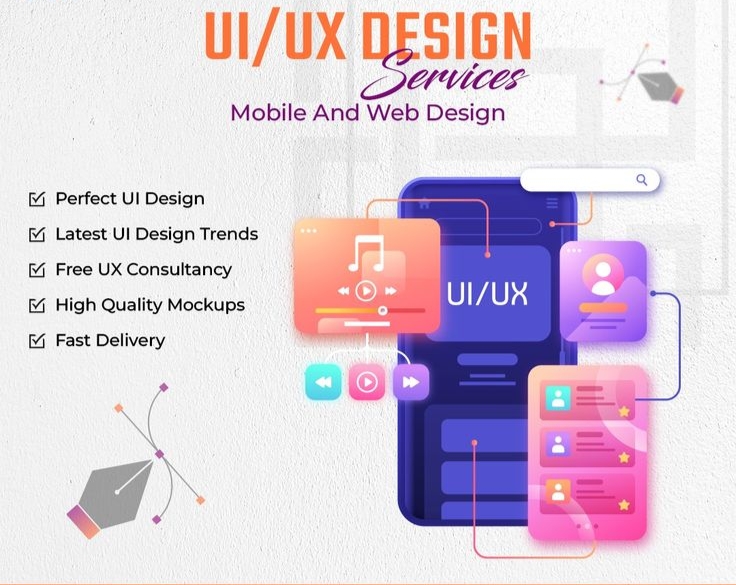 UI/UX DESIGN
Services
Mobile And Web Design
Perfect UI Design
Latest UI Design Trends
Free UX Consultancy
High Quality Mockups
Fast Delivery
UI/UX